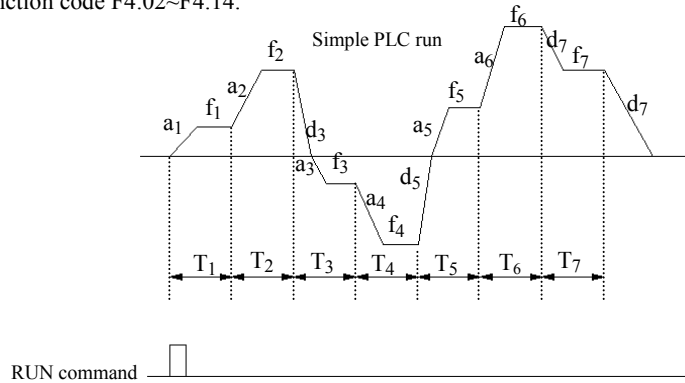 nction code F4.02~F4.14.
Simple PLC run
a1 f1 a2 f2 d3 a3 f3 a4 f4 d5 a5 f5 a6 f6 d7 f7 d7
T1 T2 T3 T4 T5 T6 T7
RUN command